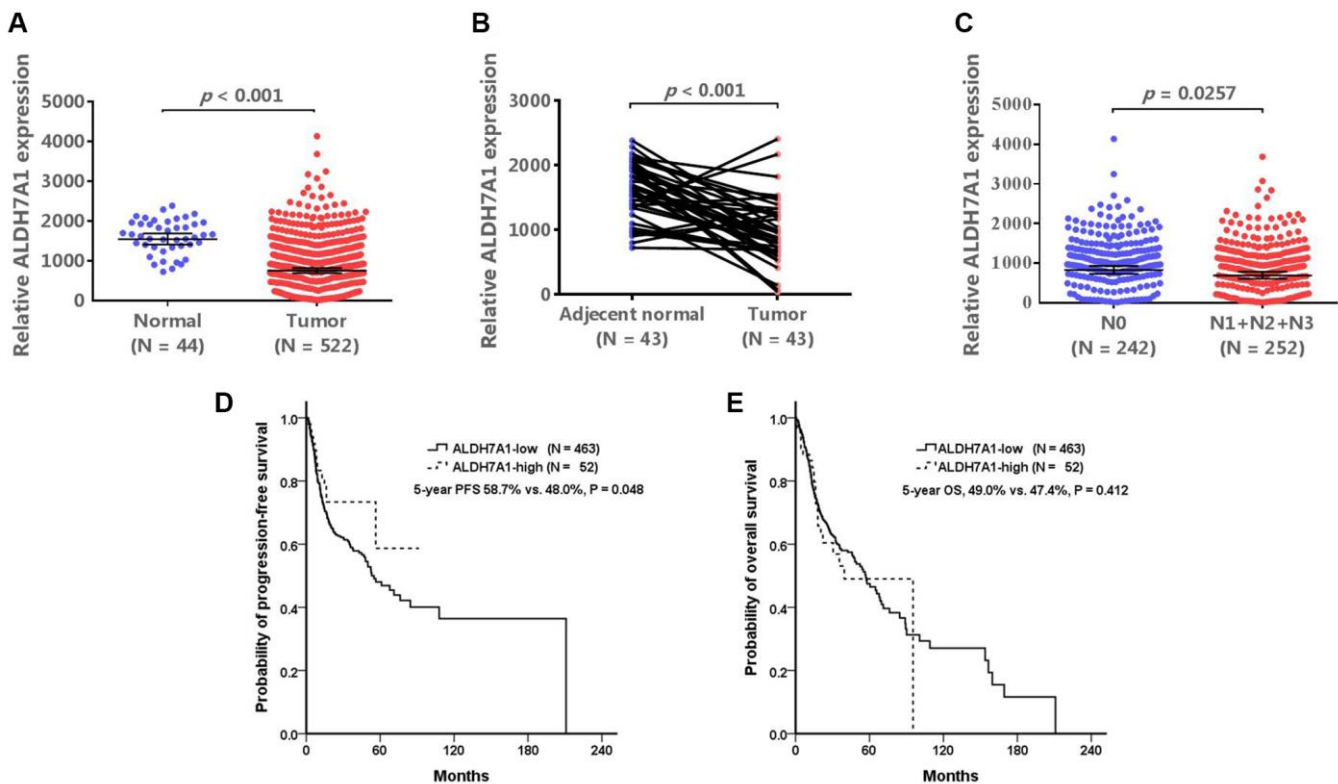 A
Relative ALDH7A1 expression
p < 0.001
5000
4000
3000
2000
1000
0
Normal
(N = 44)
Tumor
(N = 522)
B
Relative ALDH7A1 expression
p < 0.001
3000
2000
1000
0
Adjecent normal
(N = 43)
Tumor
(N = 43)
C
Relative ALDH7A1 expression
p = 0.0257
5000
4000
3000
2000
1000
0
N0
(N = 242)
N1+N2+N3
(N = 252)
D
Probability of progression-free survival
1.0
0.8
0.6
0.4
0.2
0.0
ALDH7A1-low (N = 463)
ALDH7A1-high (N = 52)
5-year PFS 58.7% vs. 48.0%, P = 0.048
0 60 120 180 240
Months
E
Probability of overall survival
1.0
0.8
0.6
0.4
0.2
0.0
ALDH7A1-low (N = 463)
ALDH7A1-high (N = 52)
5-year OS, 49.0% vs. 47.4%, P = 0.412
0 60 120 180 240
Months